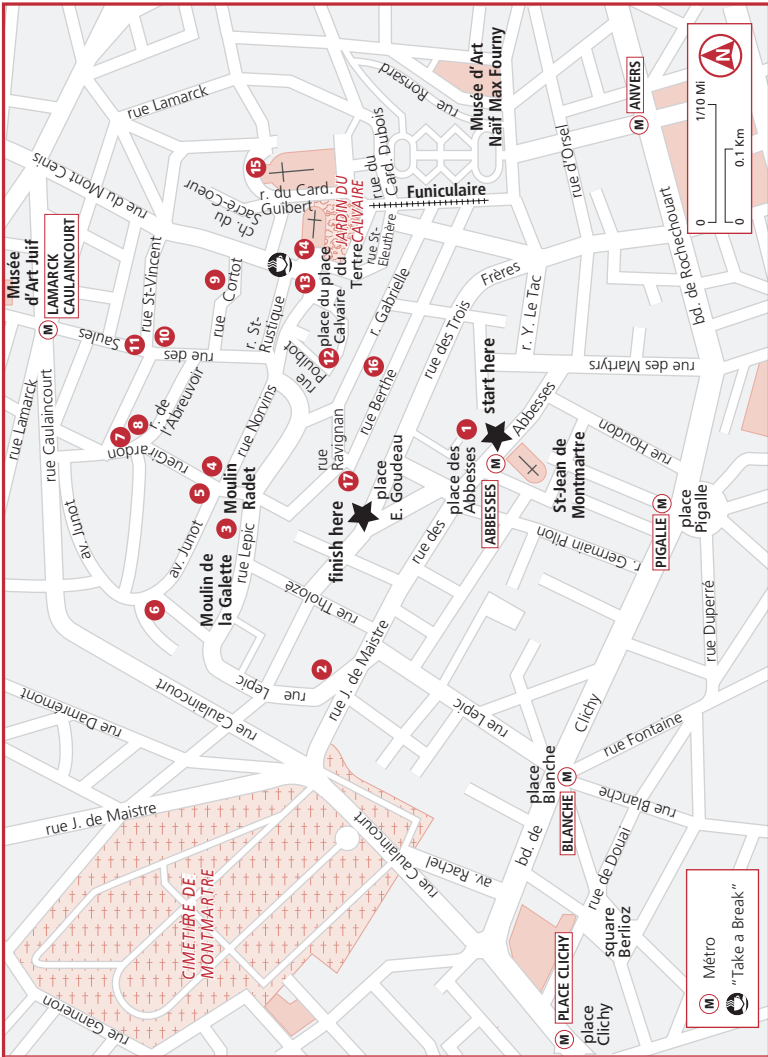 rue Ganneron
CIMETIÈRE DE
MONTMARTRE
rue J. de Maistre
rue Damrémont
rue Caulaincourt
av. Junot
rue Lamarck
rue Caulaincourt
Musée
d'Art Juif
M
LAMARCK
CAULAINCOURT
rue du Mont Cenis
rue Lamarck
Saules
rue St-Vincent
11
10
rue des
7
8
r. de
l'Abreuvoir
rue Girardon
9
rue
Cortot
Ch. du
Sacré-Coeur
15
r. du Card.
Guibert
r. St-
Rustique
6
av. Junot
5
4
rue Norvins
Moulin de
la Galette
3
Moulin
Radet
rue Lepic
14
13
place
du
Tertre
place du
Calvaire
JARDIN DU
CALVAIRE
12
rue
Poulbot
rue St-
Eleuthère
rue du
Card. Dubois
Funiculaire
rue Ronsard
Musée d'Art
Naïf Max Fourny
rue
Lepic
2
rue Tholozé
rue
Ravignan
r. Gabrielle
16
rue Berthe
17
finish here
place
E. Goudeau
rue J. de Maistre
rue des
Abbesses
rue des Trois
Frères
place des
Abbesses
1
start here
ABBESSES
M
r. Y. Le Tac
rue d'Orsel
St-Jean de
Montmartre
rue des Martyrs
rue Houdon
r. Germain Pilon
rue Caulaincourt
av. Rachel
rue Lepic
bd. de
Clichy
place
Blanche
BLANCHE
M
PIGALLE
M
place
Pigalle
bd. de Rochechouart
M
ANVERS
M
PLACE CLICHY
place
Clichy
square
Berlioz
rue de Douai
rue Blanche
rue Fontaine
rue Duperré
M
Métro
"Take a Break"
0
1/10 Mi
0
0.1 Km
N